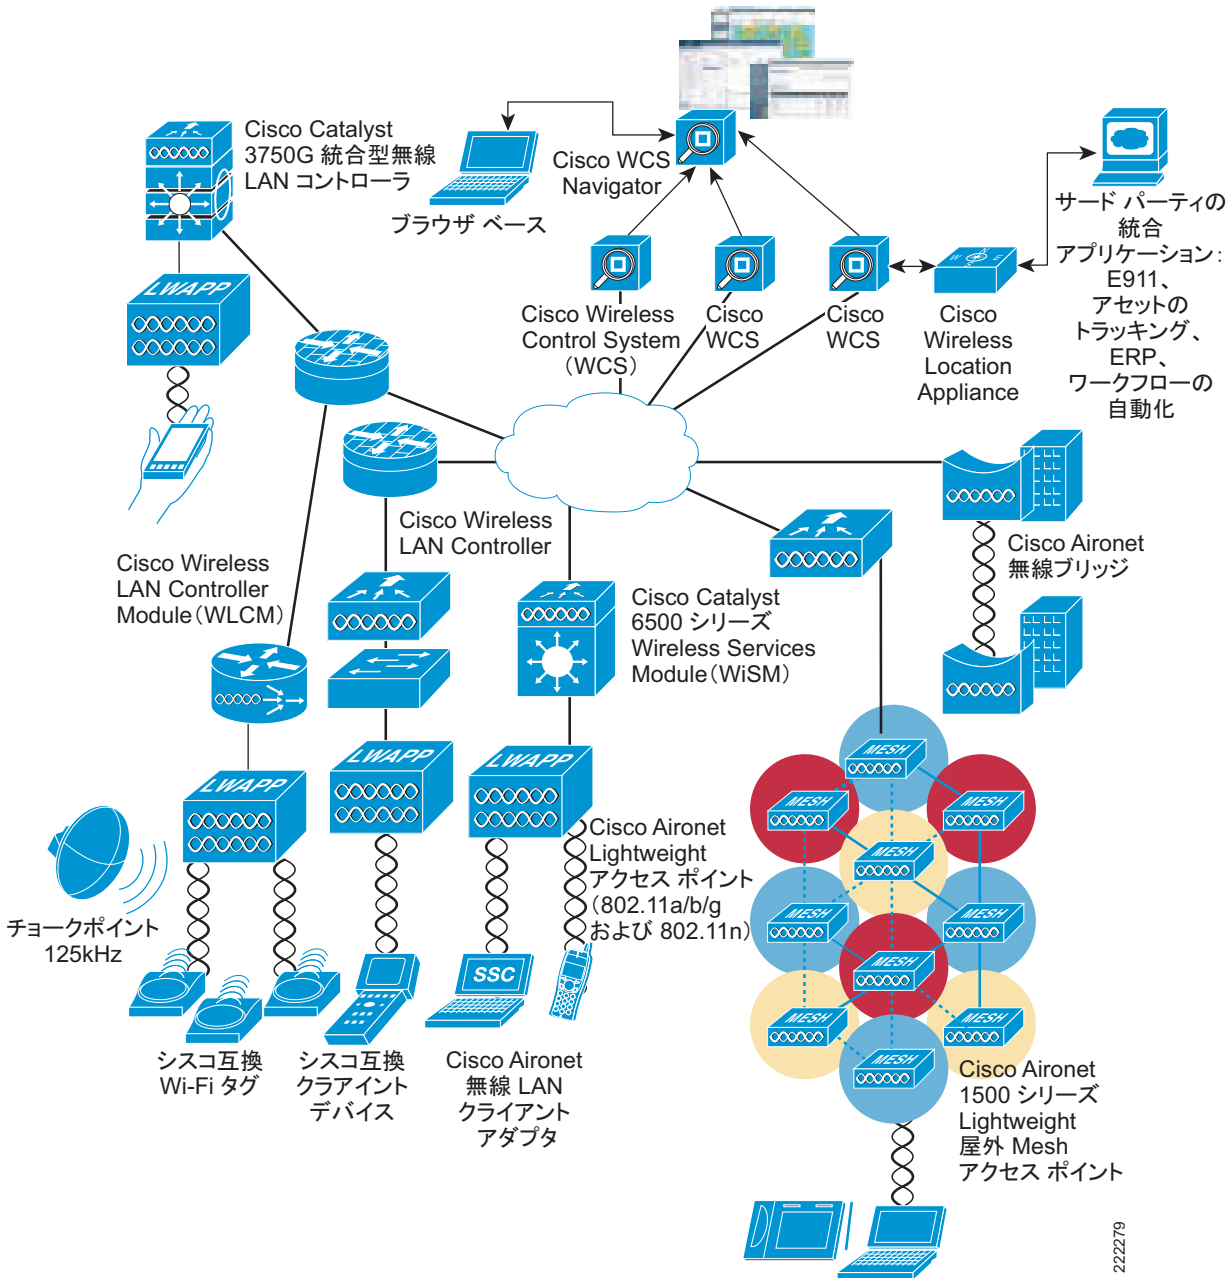 Cisco Catalyst
3750G 統合型無線
LAN コントローラ
ブラウザ ベース
Cisco WCS
Navigator
サード パーティの
統合
アプリケーション:
E911、
アセットの
トラッキング、
ERP、
ワークフローの
自動化
Cisco Wireless
Control System
(WCS)
Cisco
WCS
Cisco
WCS
Cisco
Wireless
Location
Appliance
LWAPP
Cisco Wireless
LAN Controller
Cisco Wireless
LAN Controller
Module(WLCM)
Cisco Catalyst
6500 シリーズ
Wireless Services
Module(WiSM)
Cisco Aironet
無線ブリッジ
LWAPP
LWAPP
LWAPP
Cisco Aironet
Lightweight
アクセス ポイント
(802.11a/b/g
および 802.11n)
チョークポイント
125kHz
MESH
MESH
MESH
MESH
MESH
MESH
MESH
MESH
MESH
MESH
SSC
シスコ互換
Wi-Fi タグ
シスコ互換
クラアイント
デバイス
Cisco Aironet
無線 LAN
クライアント
アダプタ
Cisco Aironet
1500 シリーズ
Lightweight
屋外 Mesh
アクセス ポイント
222279